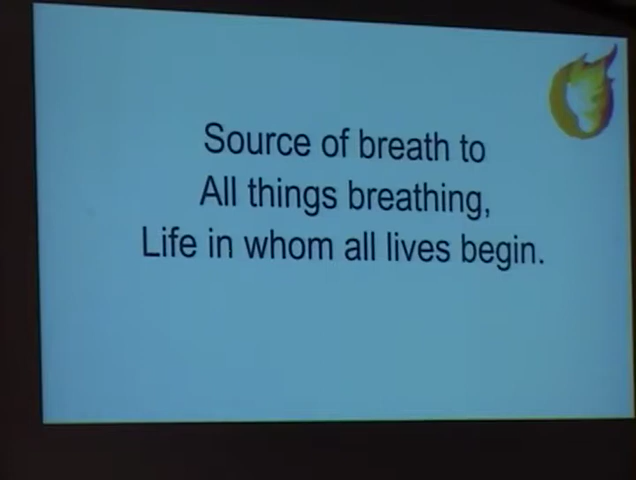 Source of breath to
All things breathing,
Life in whom all lives begin.